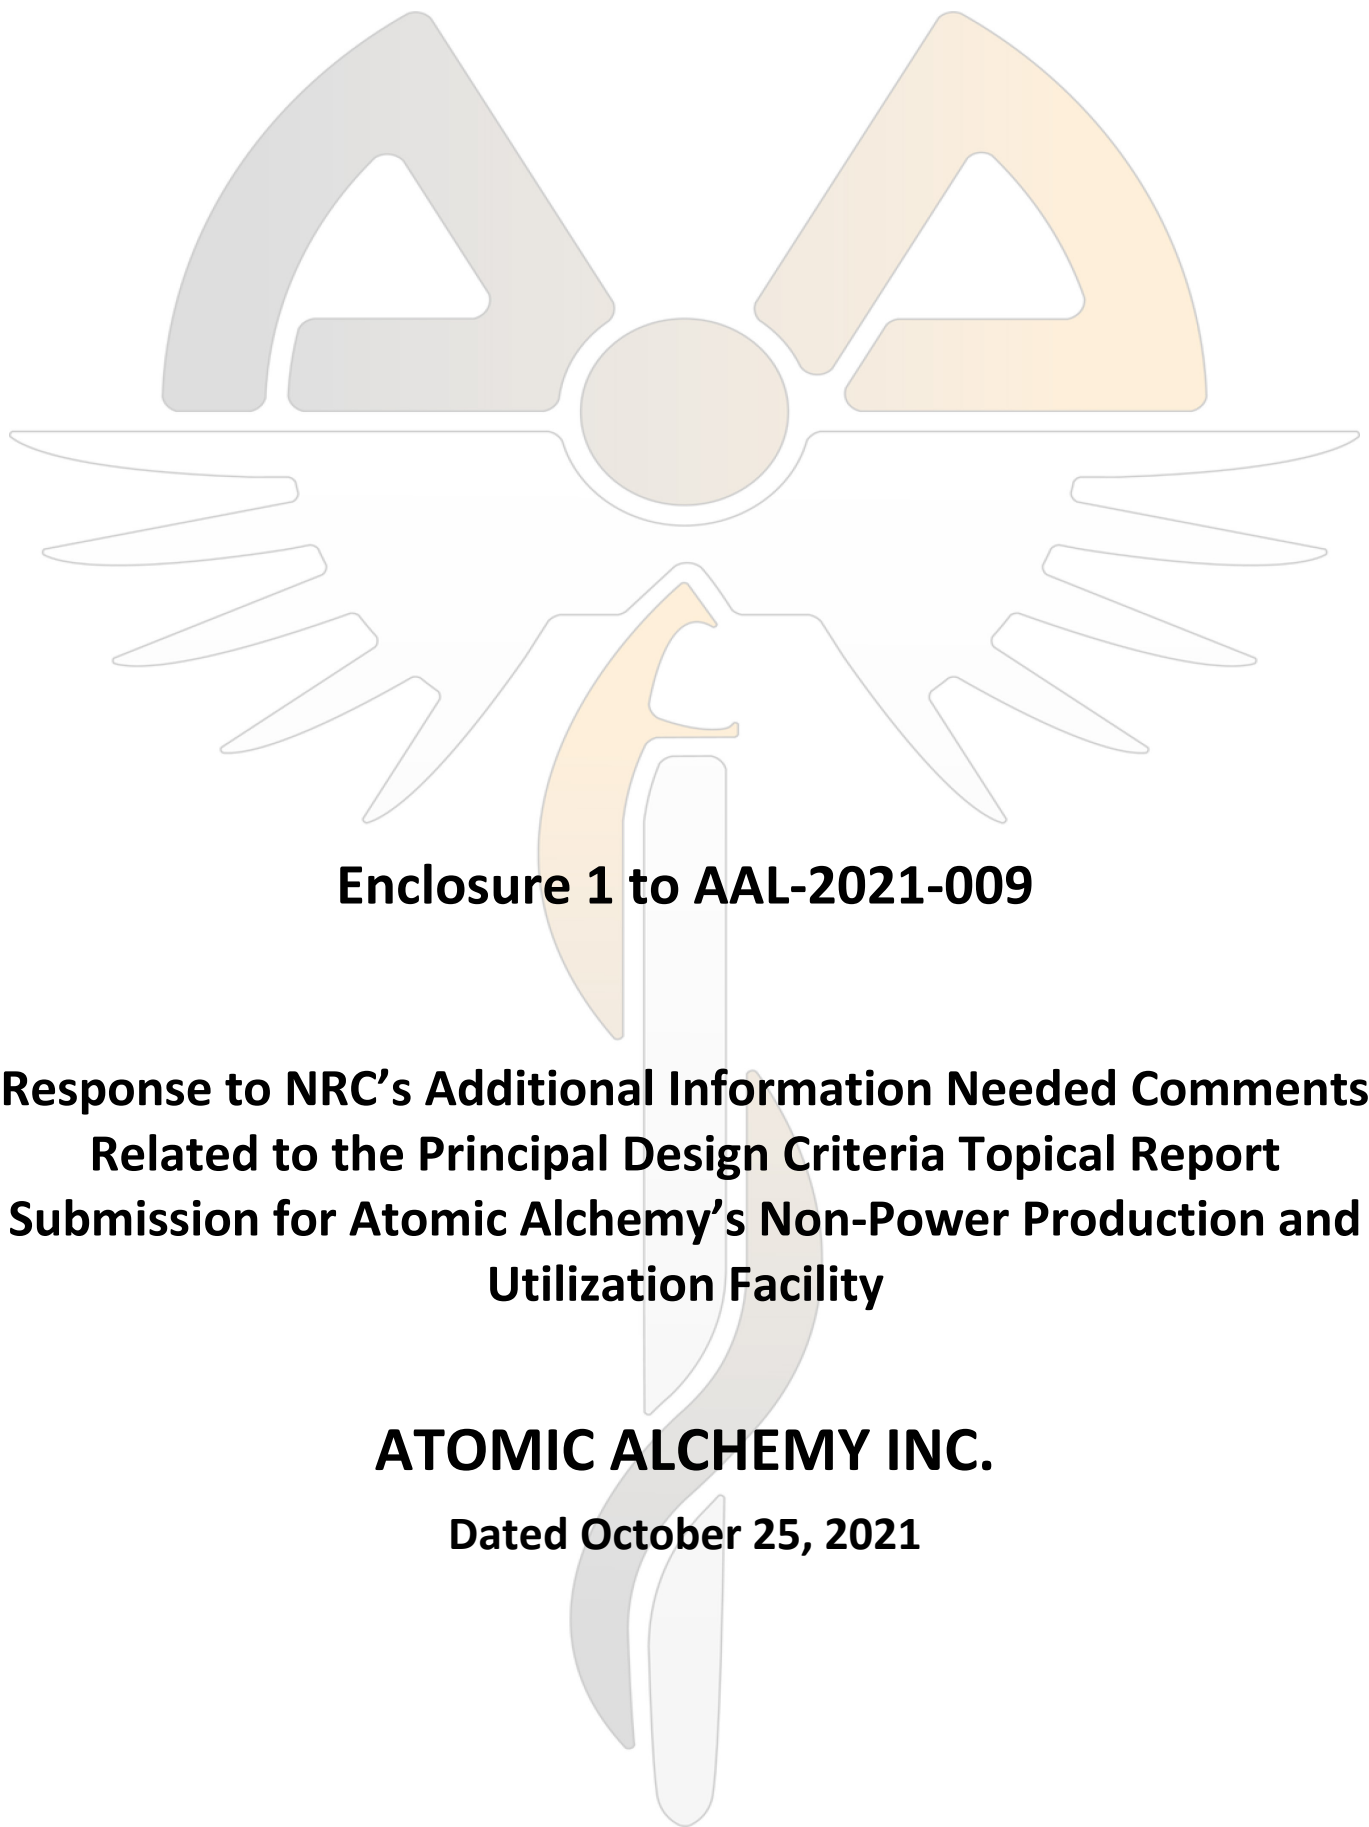 Enclosure 1 to AAL-2021-009
Response to NRC’s Additional Information Needed Comments
Related to the Principal Design Criteria Topical Report
Submission for Atomic Alchemy’s Non-Power Production and
Utilization Facility
ATOMIC ALCHEMY INC.
Dated October 25, 2021